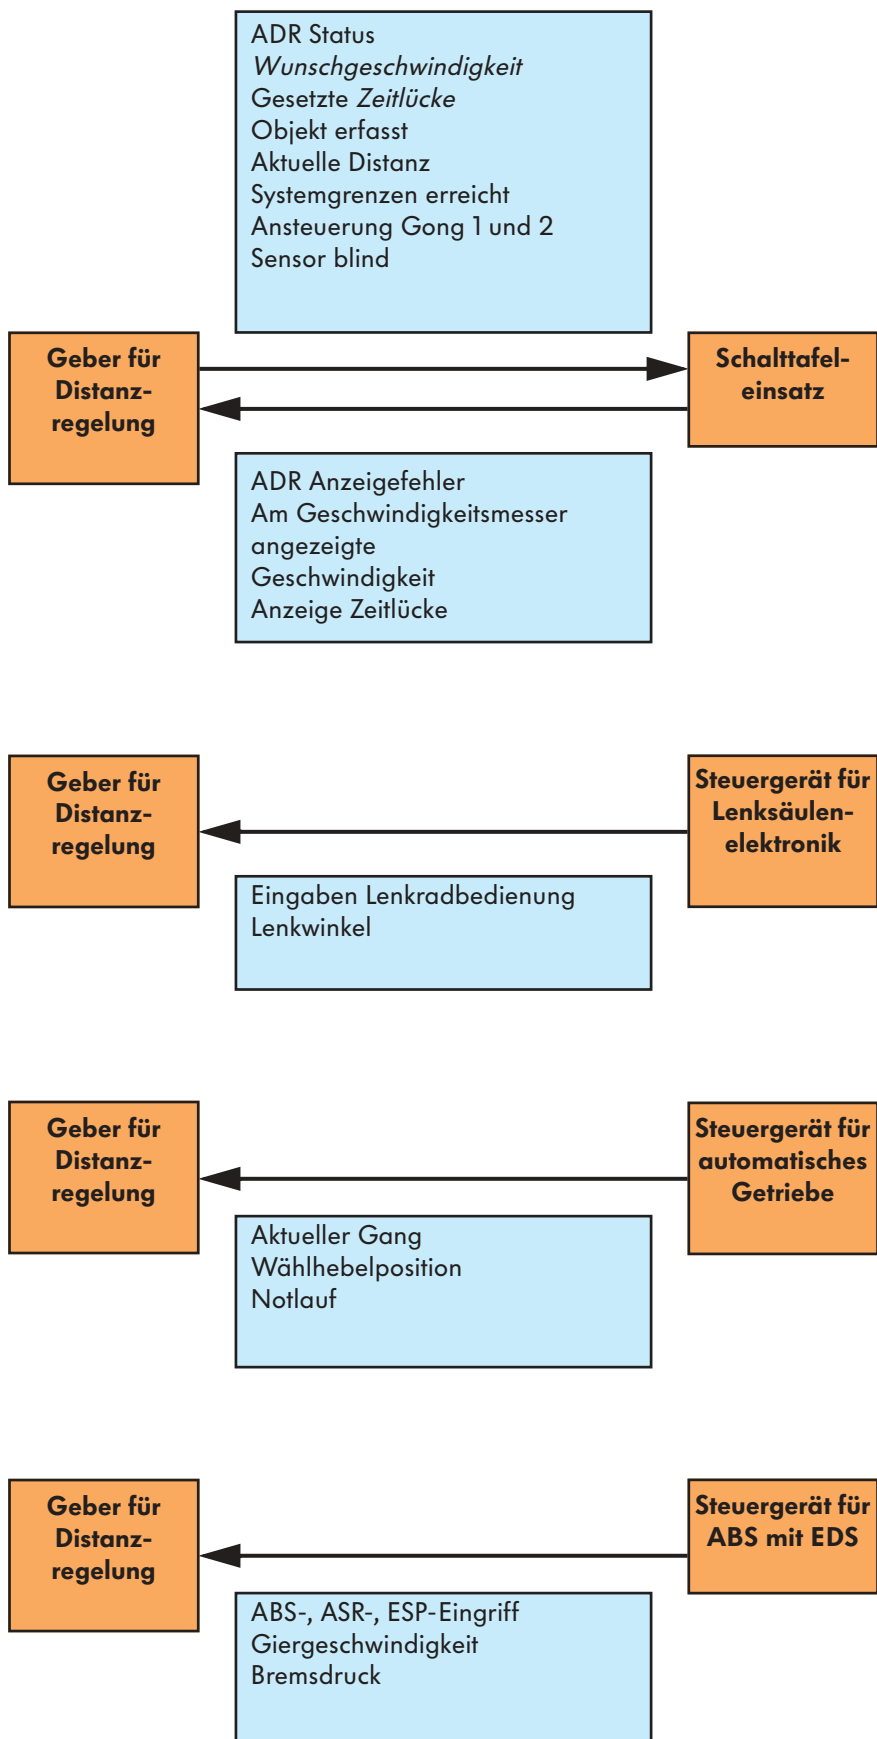 ADR Status
Wunschgeschwindigkeit
Gesetzte Zeitlücke
Objekt erfasst
Aktuelle Distanz
Systemgrenzen erreicht
Ansteuerung Gong 1 und 2
Sensor blind
Geber für
Distanz-
regelung
Schalttafel-
einsatz
ADR Anzeigefehler
Am Geschwindigkeitsmesser
angezeigte
Geschwindigkeit
Anzeige Zeitlücke
Geber für
Distanz-
regelung
Steuergerät für
Lenksäulen-
elektronik
Eingaben Lenkradbedienung
Lenkwinkel
Geber für
Distanz-
regelung
Steuergerät für
automatisches
Getriebe
Aktueller Gang
Wählhebelposition
Notlauf
Geber für
Distanz-
regelung
Steuergerät für
ABS mit EDS
ABS-, ASR-, ESP-Eingriff
Giergeschwindigkeit
Bremsdruck